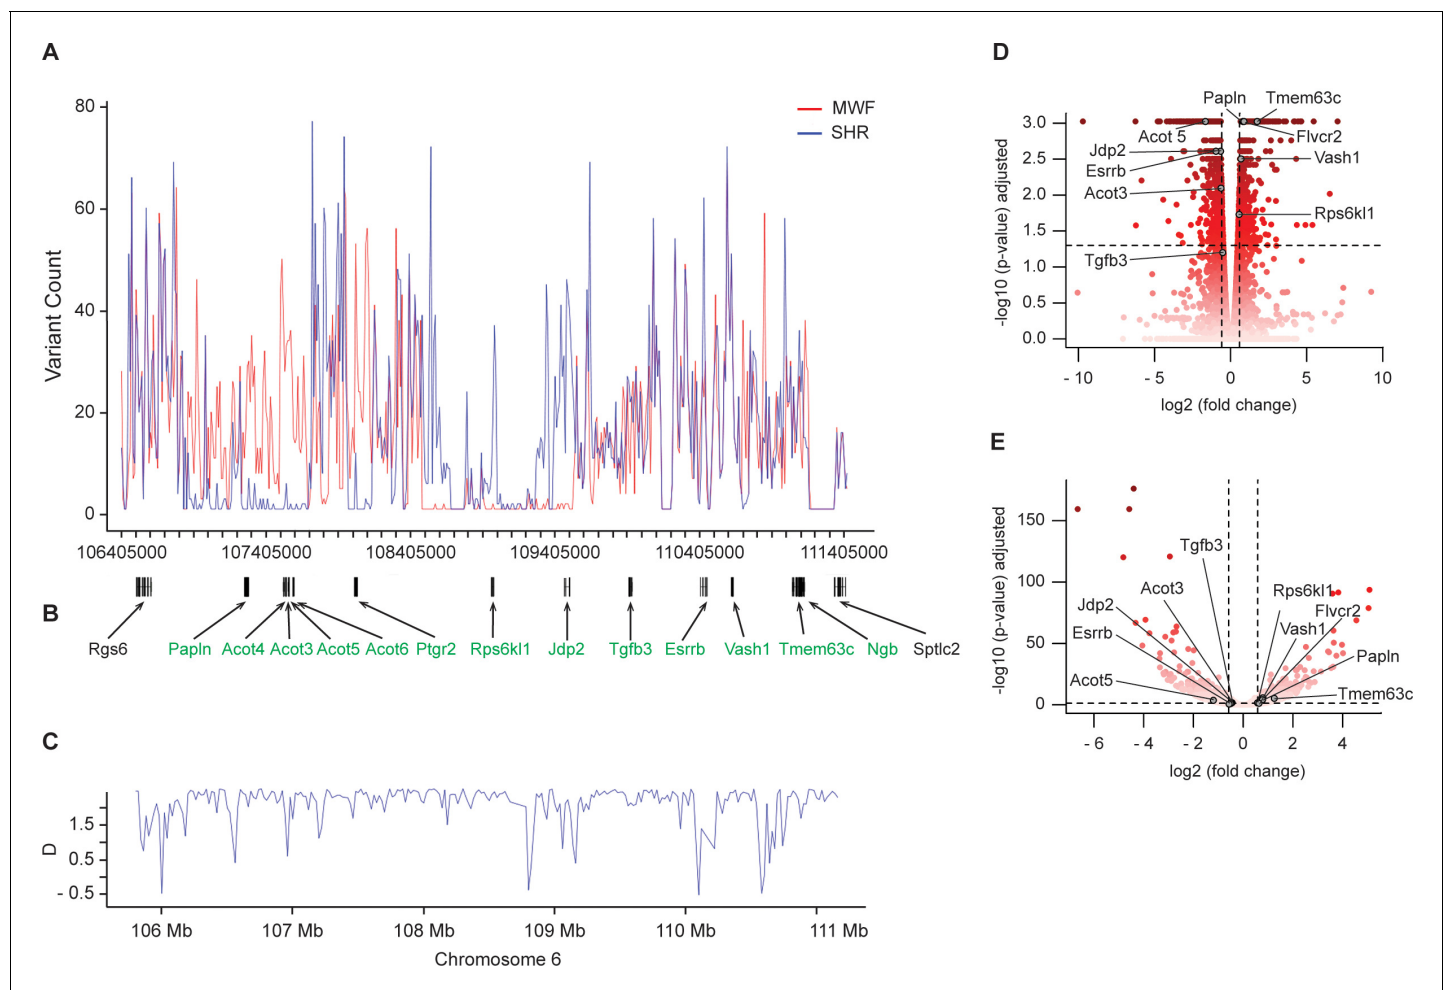 A
80
60
40
20
0
Variant Count
MWF
SHR
106405000 107405000 108405000 109405000 110405000 111405000
B
Rgs6 Papln Acot4 Acot3 Acot5 Acot6 Ptgr2 Rps6kl1 Jdp2 Tgfb3 Esrrb Vash1 Tmem63c Ngb Sptlc2
C
D
1.5
0.5
- 0.5
106 Mb 107 Mb 108 Mb 109 Mb 110 Mb 111 Mb
Chromosome 6
D
Papln Tmem63c
Acot 5 Flvcr2
Jdp2 Vash1
Esrrb
Acot3
Rps6kl1
Tgfb3
3.0
2.5
2.0
1.5
1.0
0.5
0.0
-log10 (p-value) adjusted
- 10 - 5 0 5 10
log2 (fold change)
E
150
100
50
0
-log10 (p-value) adjusted
Tgfb3
Acot3 Rps6kl1
Jdp2 Flvcr2
Esrrb Vash1
Papln
Acot5 Tmem63c
- 6 - 4 - 2 0 2 4
log2 (fold change)